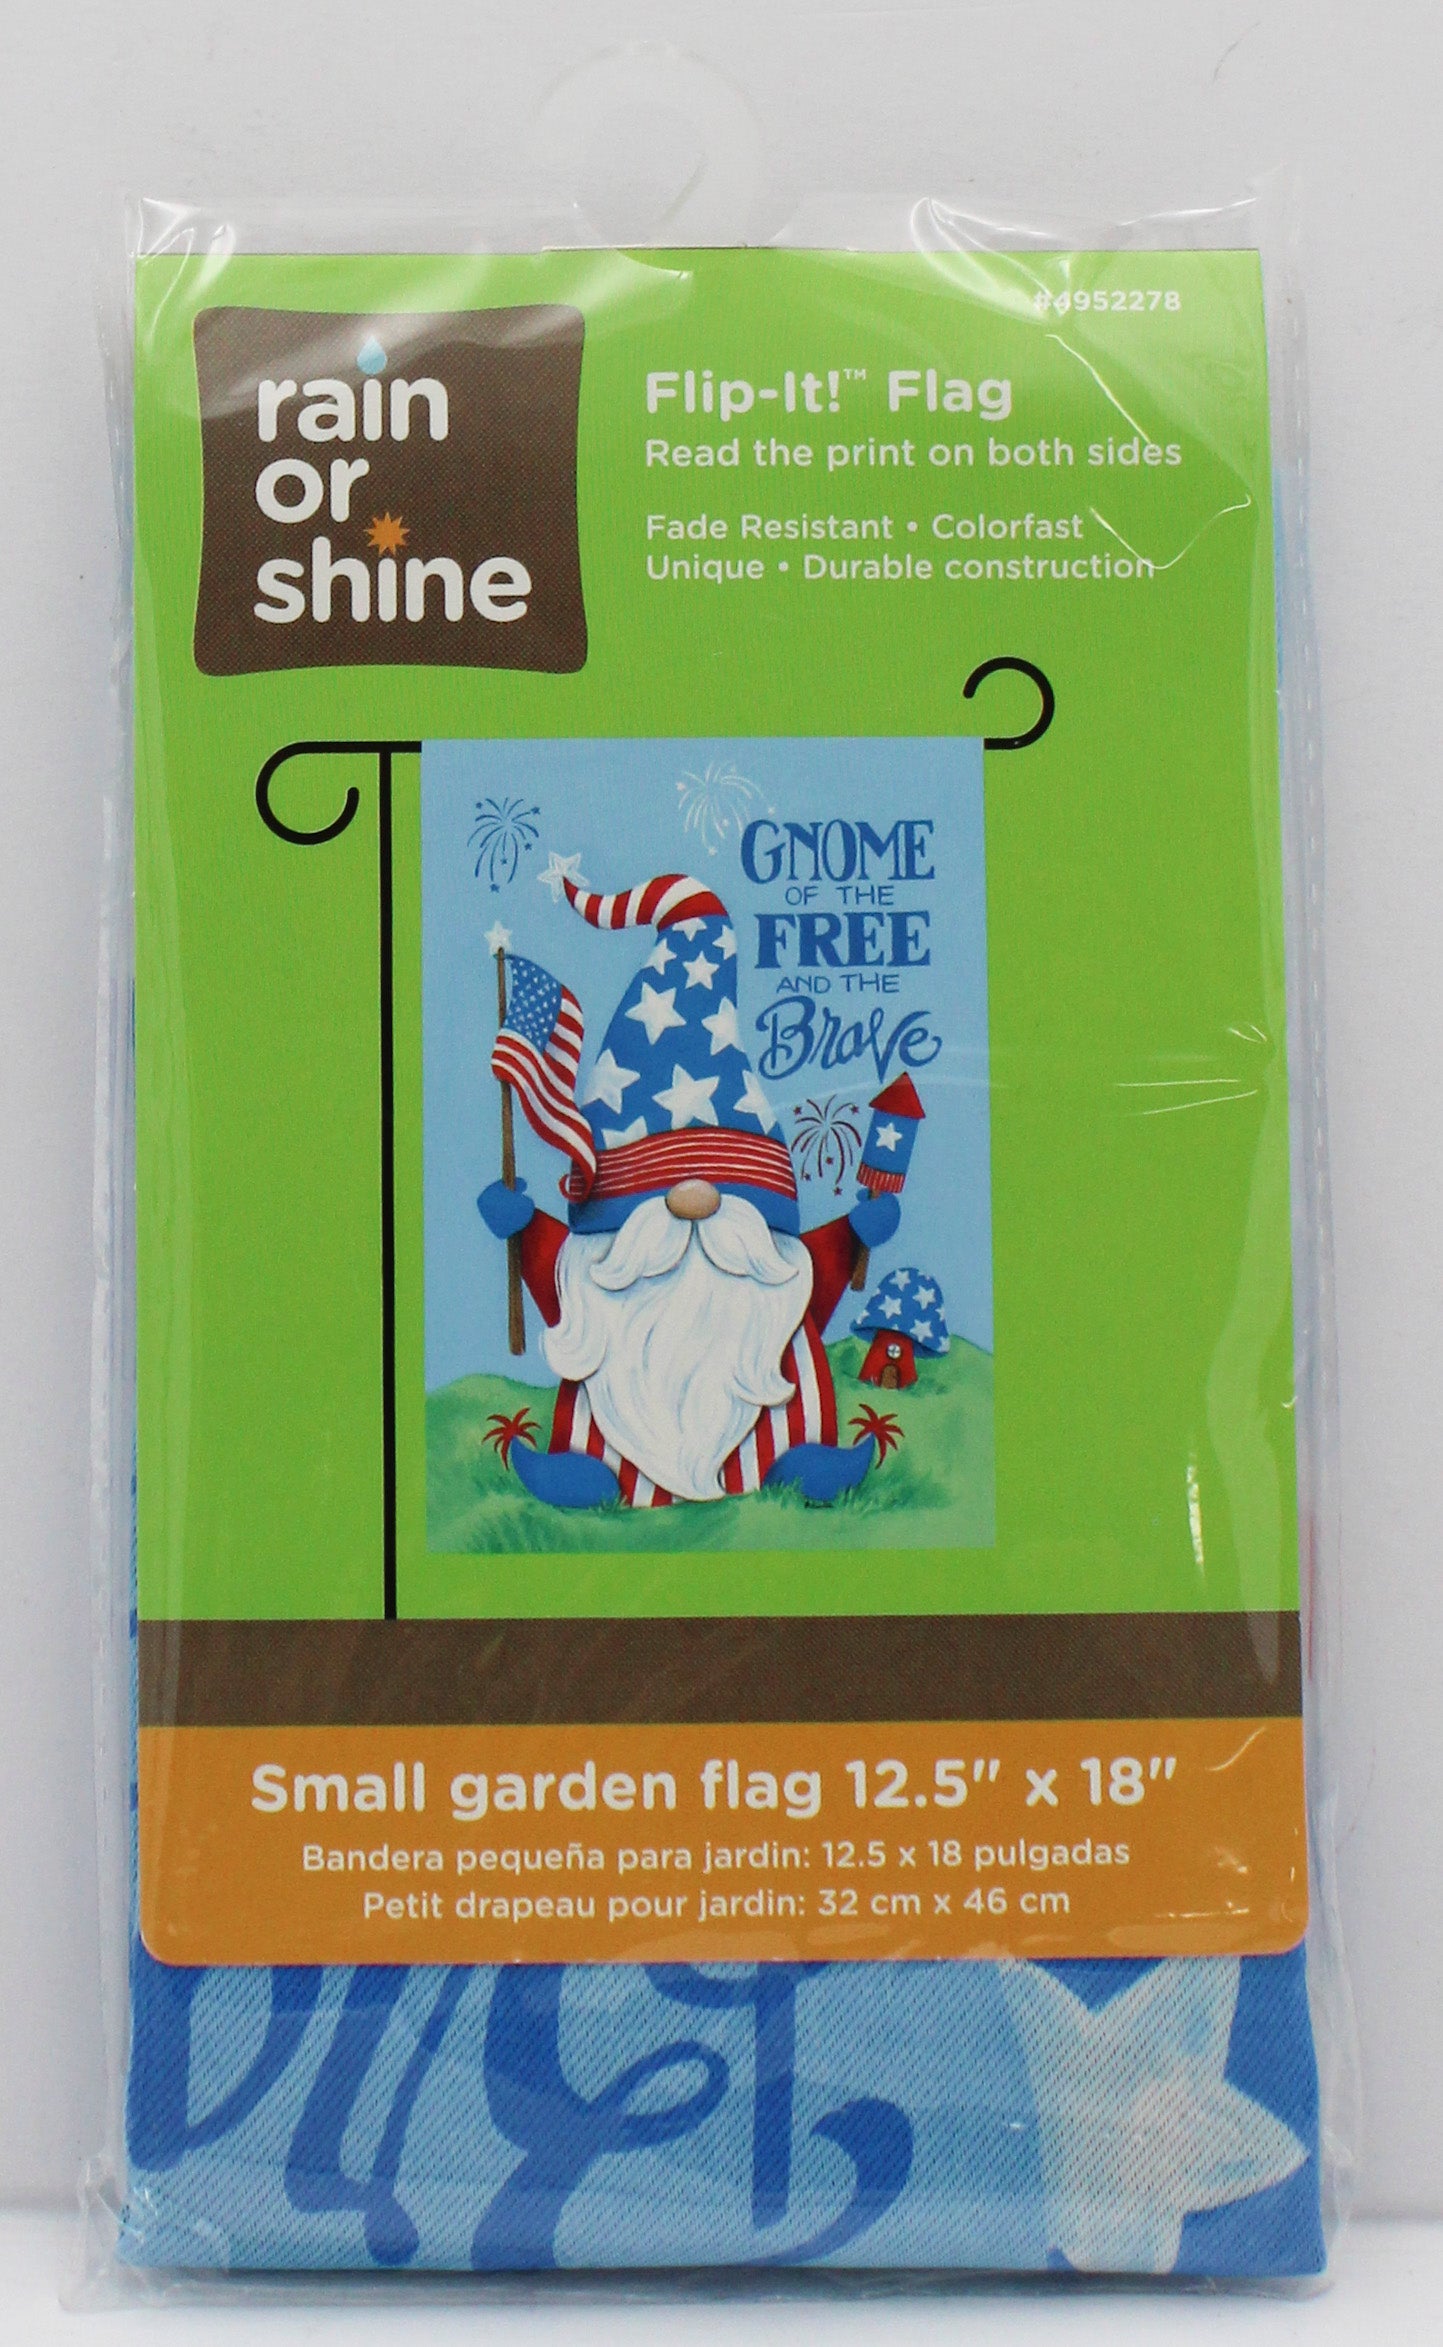 #4952278
rain
or
shine
Flip-It!™ Flag
Read the print on both sides
Fade Resistant • Colorfast
Unique • Durable construction
GNOME
OF THE
FREE
AND THE
Brave
Small garden flag 12.5" x 18"
Bandera pequeña para jardin: 12.5 x 18 pulgadas
Petit drapeau pour jardin: 32 cm x 46 cm